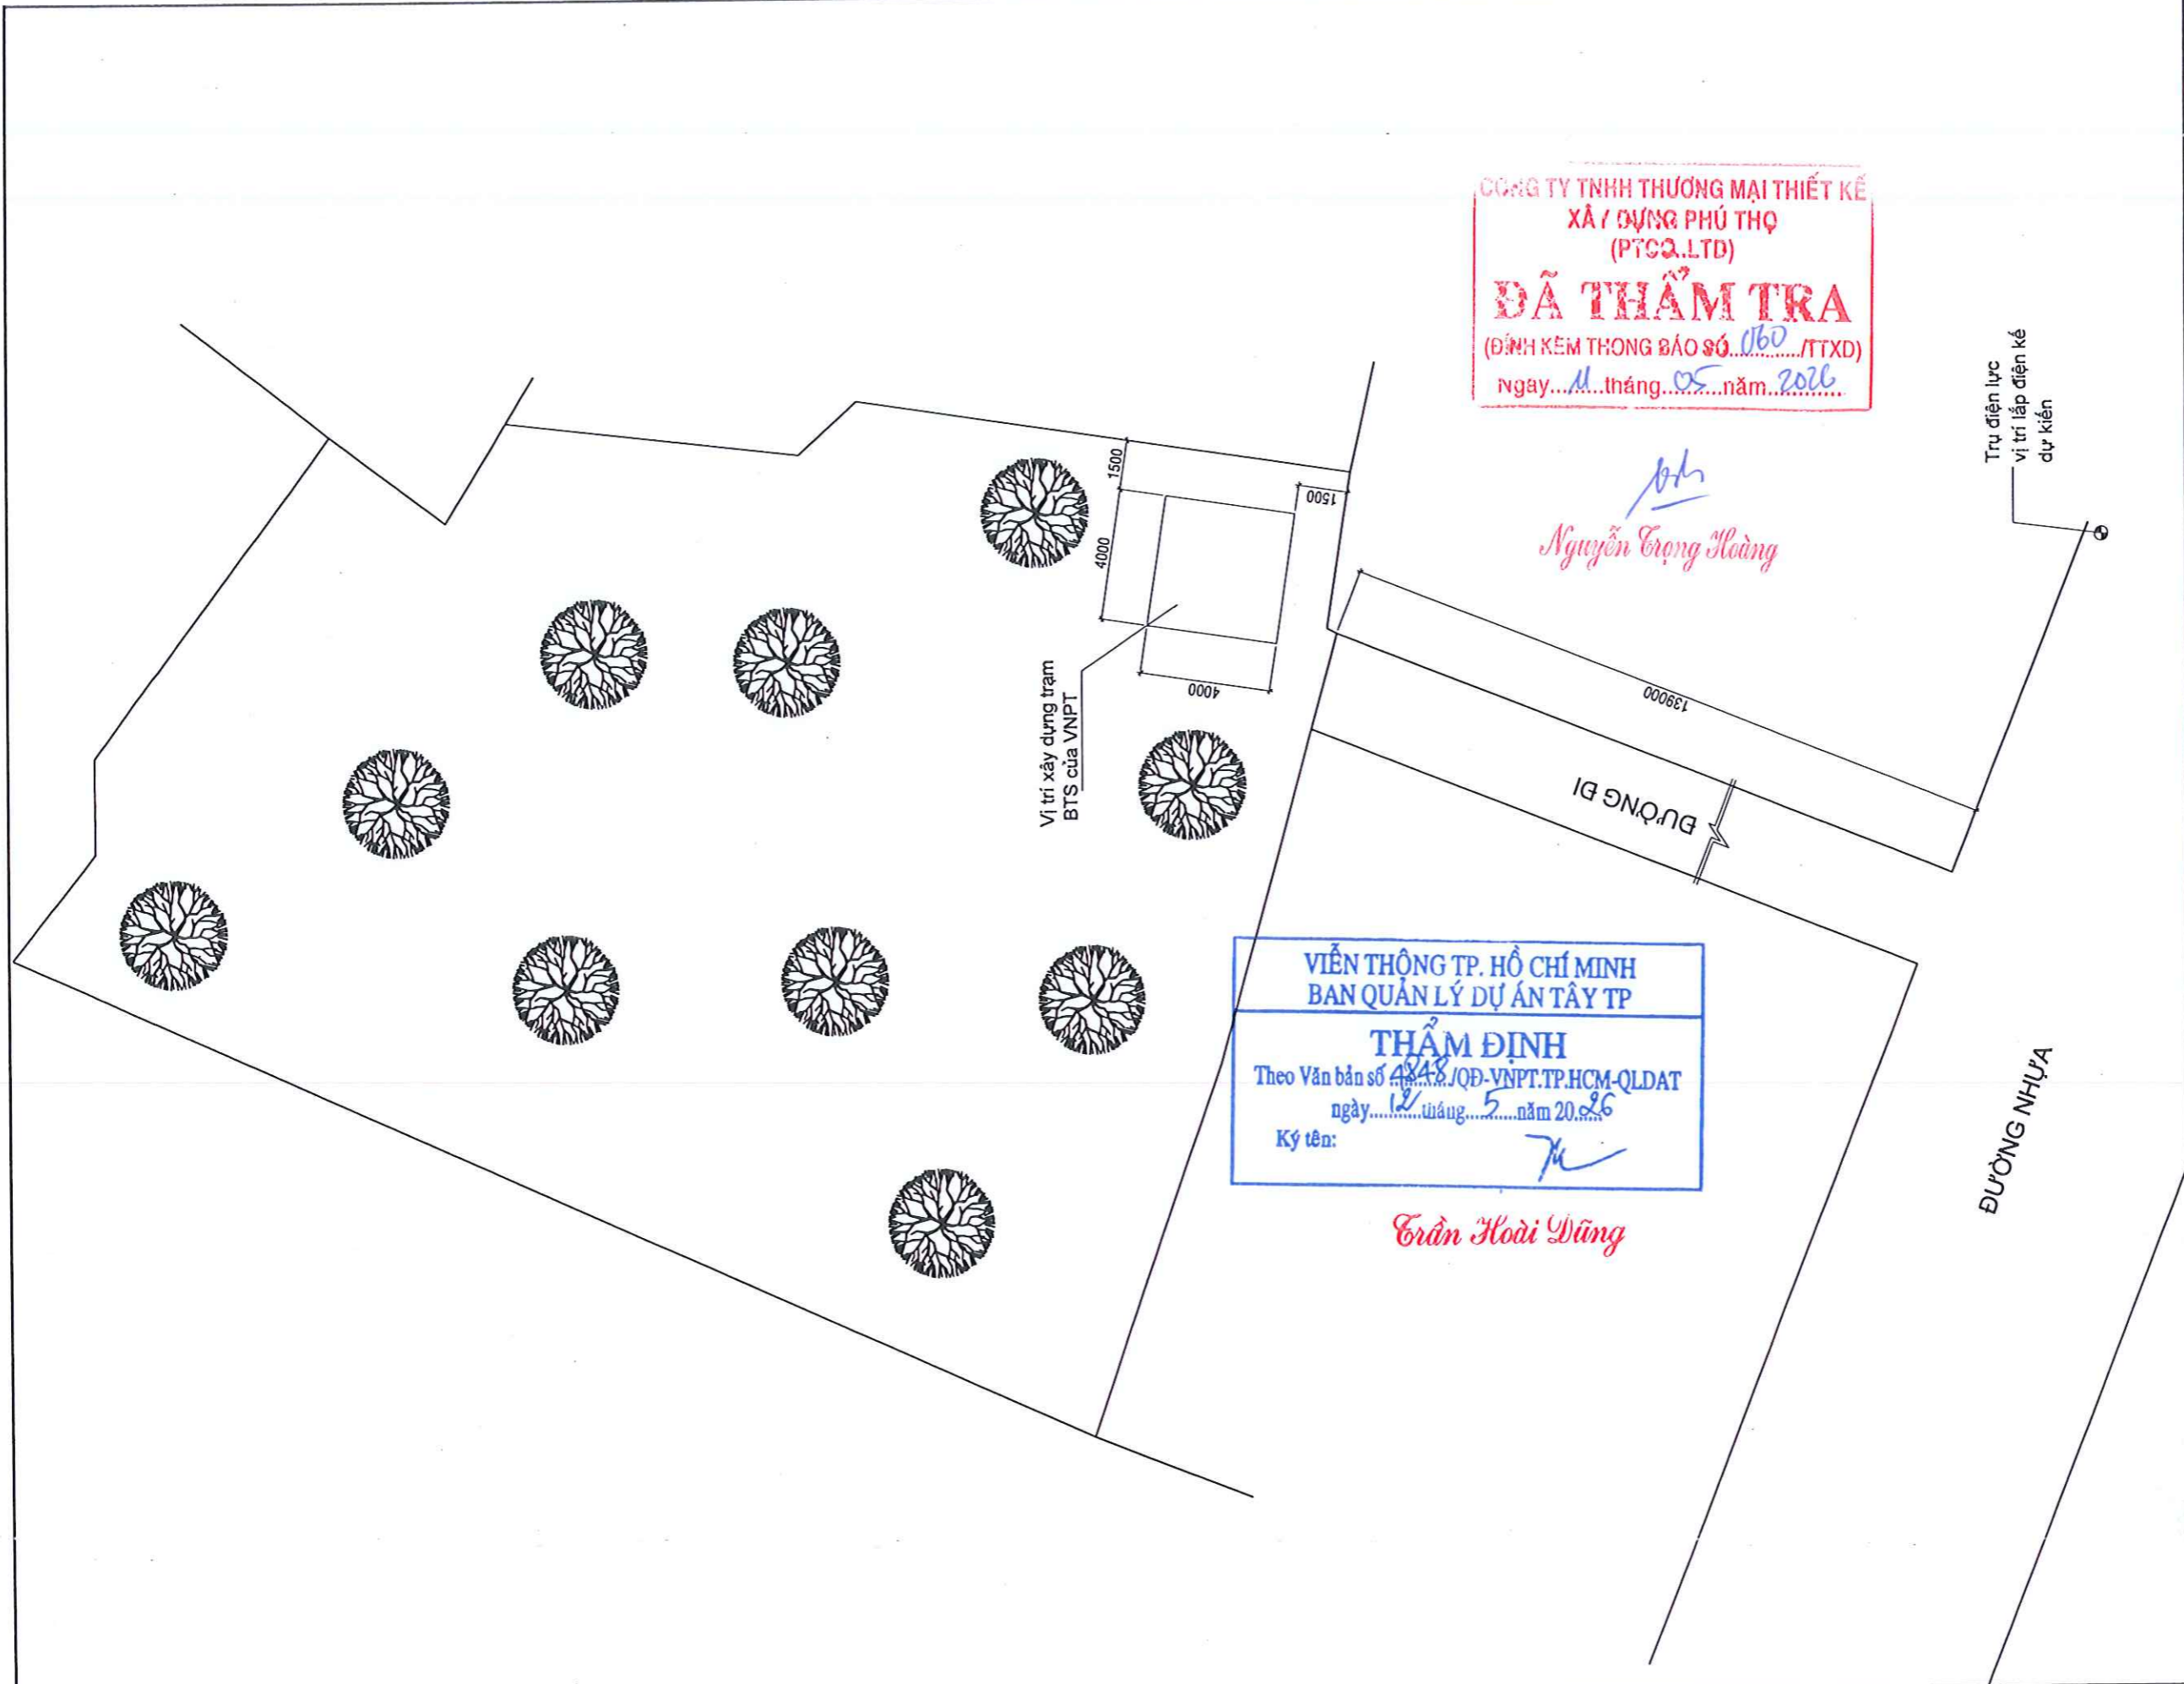 CÔNG TY TNHH THƯƠNG MẠI THIẾT KẾ
XÂY DỰNG PHÚ THỌ
(PTCO.LTD)
ĐÃ THẨM TRA
(ĐÍNH KÈM THONG BÁO SỐ...060.../TTXD)
Ngay...11...tháng...05...năm...2026
Nguyễn Trọng Hoàng
Trụ điện lực
vị trí lắp điện kế
dự kiến
1500
4000
1500
4000
Vị trí xây dựng trạm
BTS của VNPT
139000
ĐƯỜNG ĐI
VIỄN THÔNG TP. HỒ CHÍ MINH
BAN QUẢN LÝ DỰ ÁN TÂY TP
THẨM ĐỊNH
Theo Văn bản số 4848/QĐ-VNPT.TP.HCM-QLDAT
ngày...12...tháng...5...năm 20.26
Ký tên:
Trần Hoài Dũng
ĐƯỜNG NHỰA